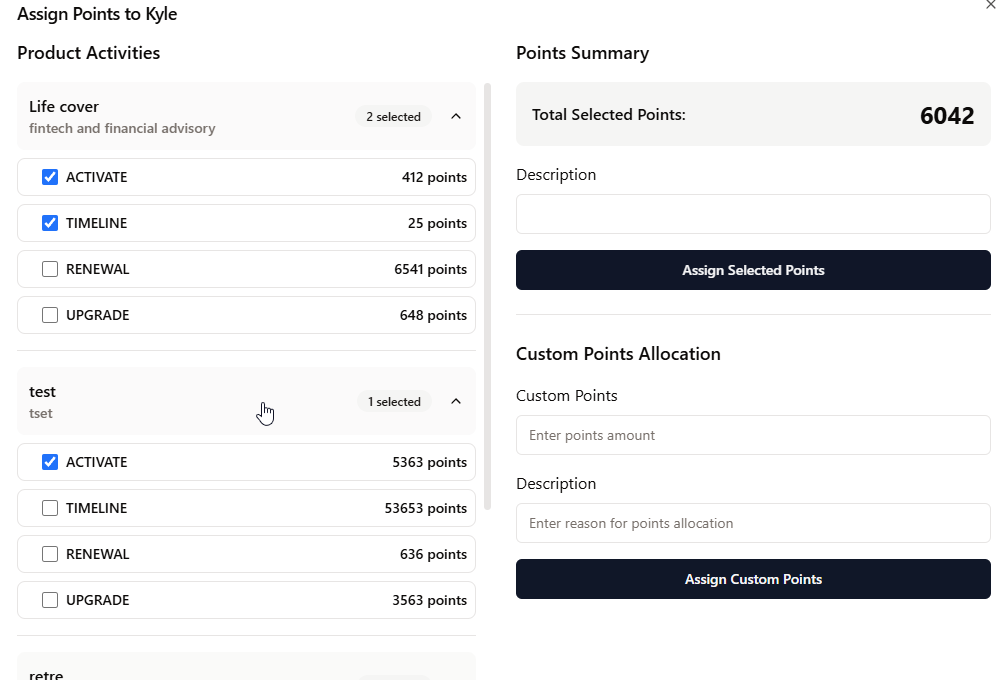 Assign Points to Kyle
Product Activities
Life cover
fintech and financial advisory
2 selected
ACTIVATE 412 points
TIMELINE 25 points
RENEWAL 6541 points
UPGRADE 648 points
test
tset
1 selected
ACTIVATE 5363 points
TIMELINE 53653 points
RENEWAL 636 points
UPGRADE 3563 points
retre
Points Summary
Total Selected Points: 6042
Description
Assign Selected Points
Custom Points Allocation
Custom Points
Enter points amount
Description
Enter reason for points allocation
Assign Custom Points